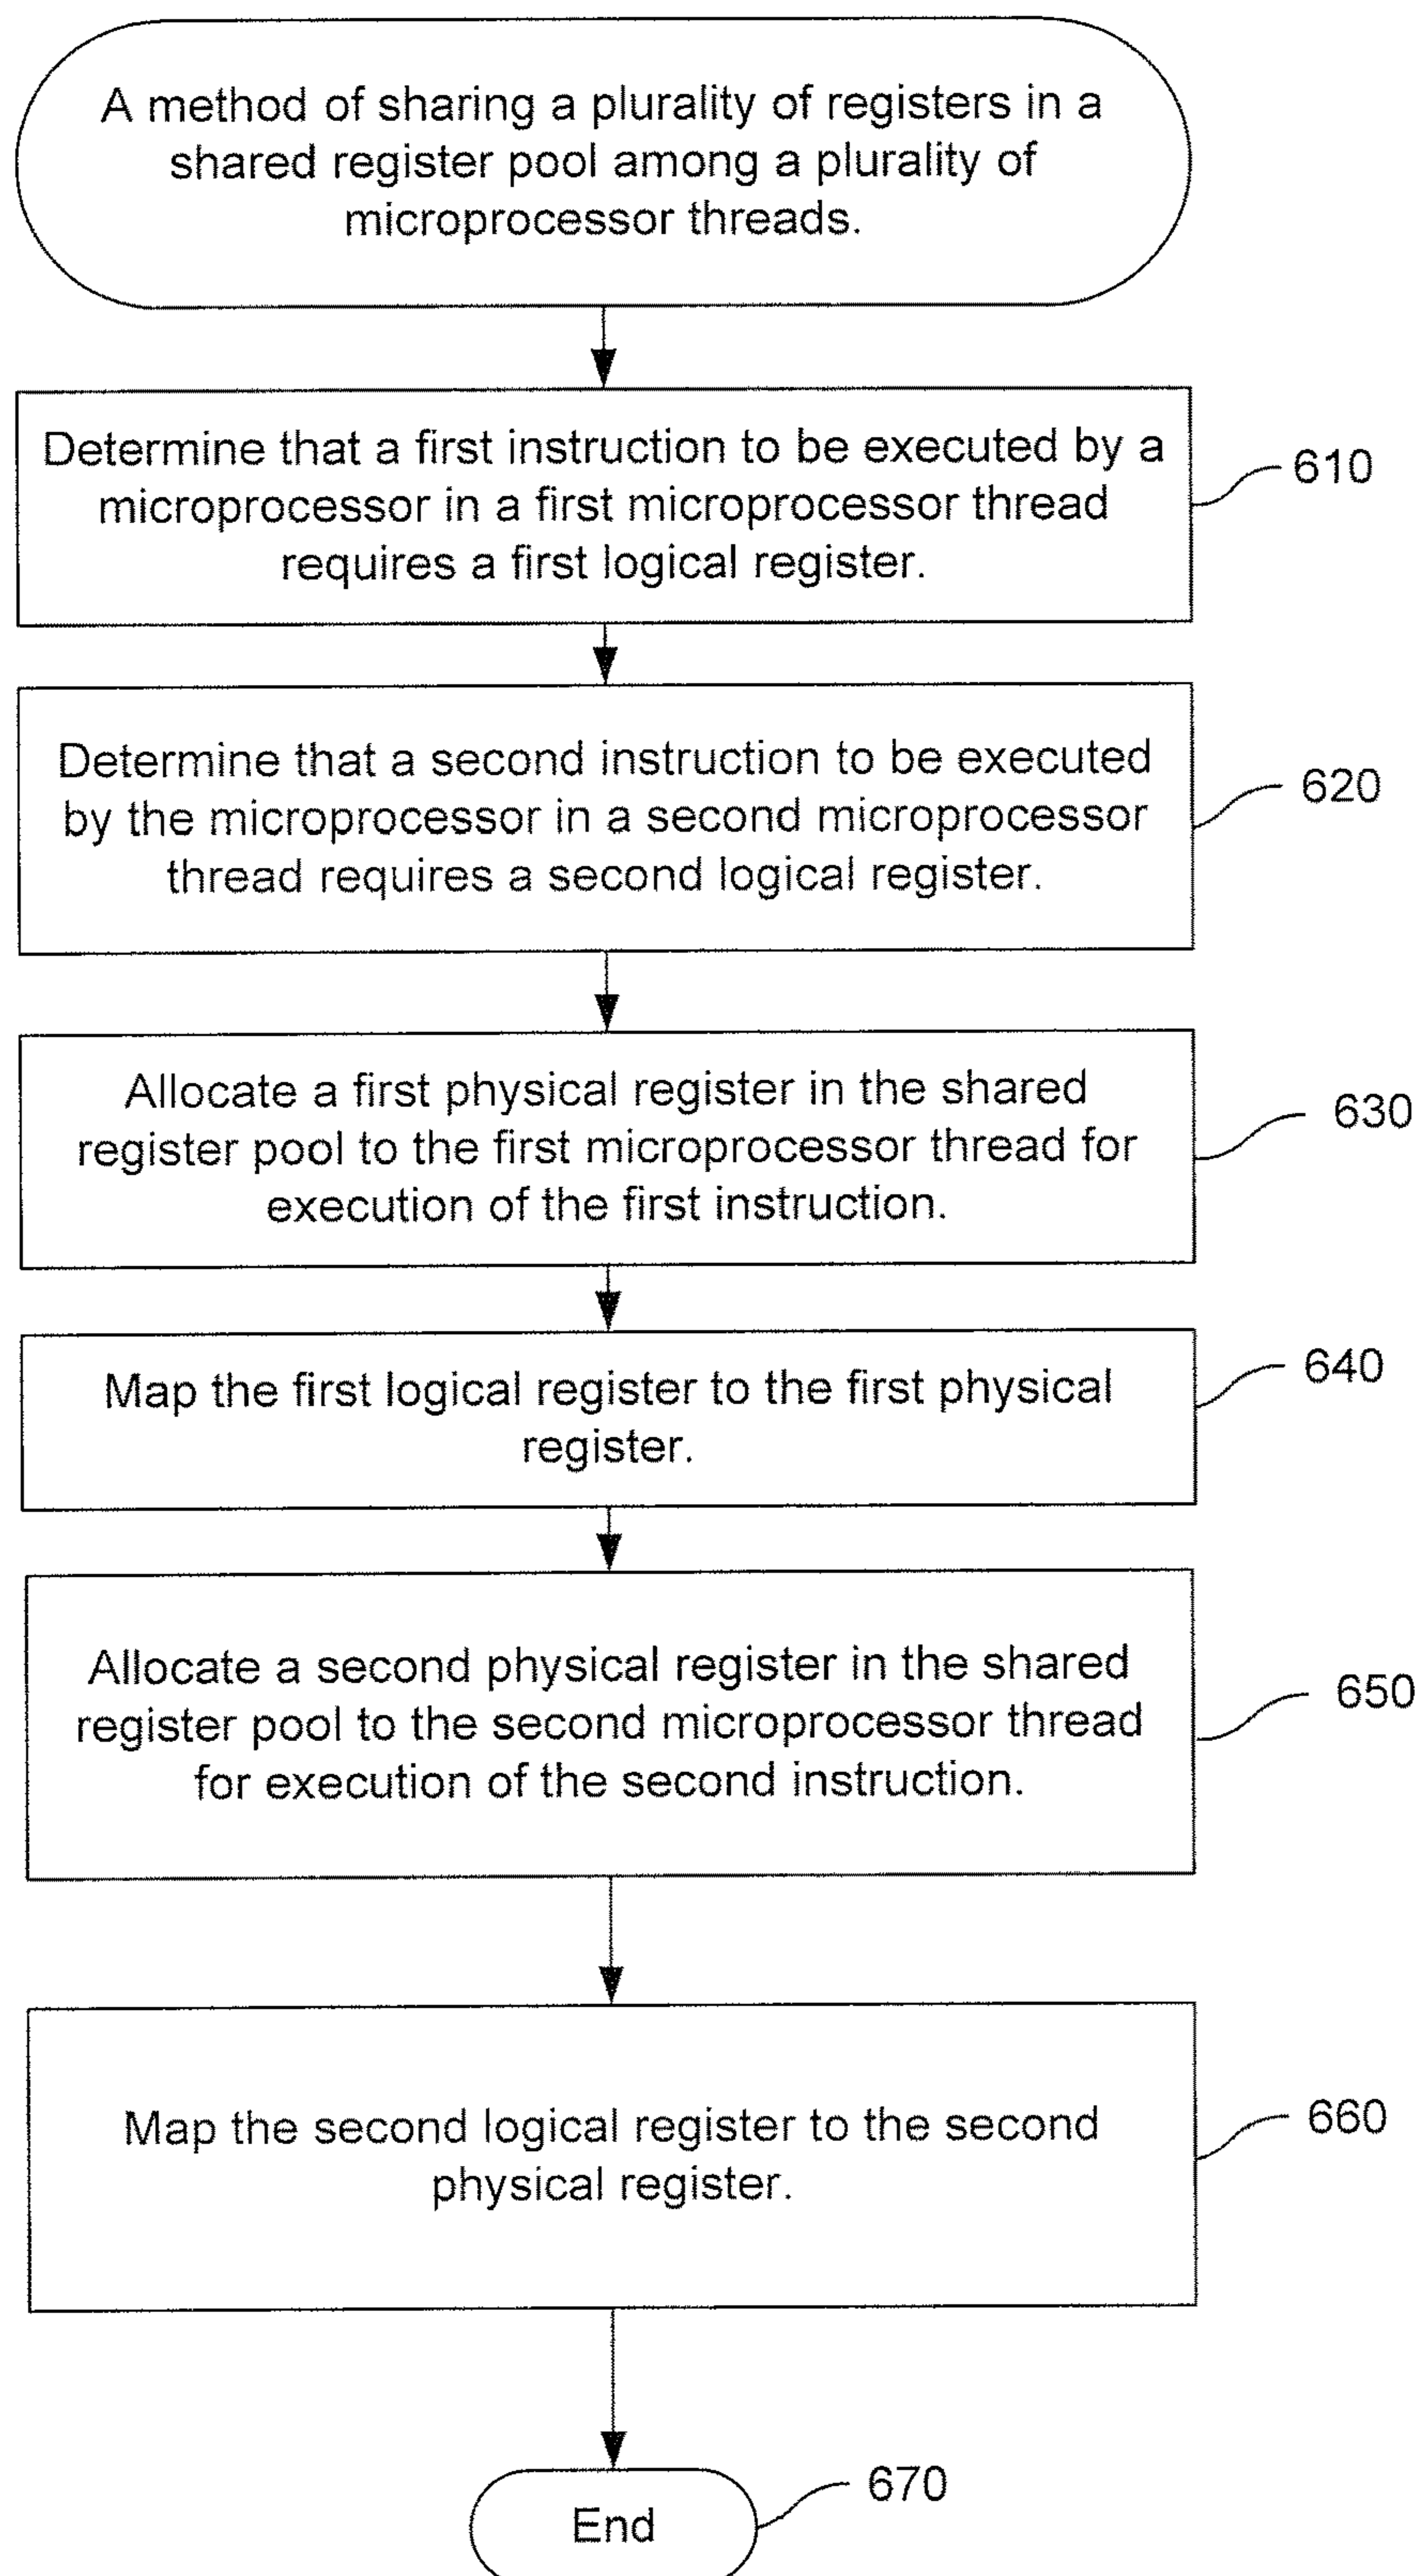 A method of sharing a plurality of registers in a
shared register pool among a plurality of
microprocessor threads.
Determine that a first instruction to be executed by a
microprocessor in a first microprocessor thread
requires a first logical register.
610
Determine that a second instruction to be executed
by the microprocessor in a second microprocessor
thread requires a second logical register.
620
Allocate a first physical register in the shared
register pool to the first microprocessor thread for
execution of the first instruction.
630
Map the first logical register to the first physical
register.
640
Allocate a second physical register in the shared
register pool to the second microprocessor thread
for execution of the second instruction.
650
Map the second logical register to the second
physical register.
660
End
670